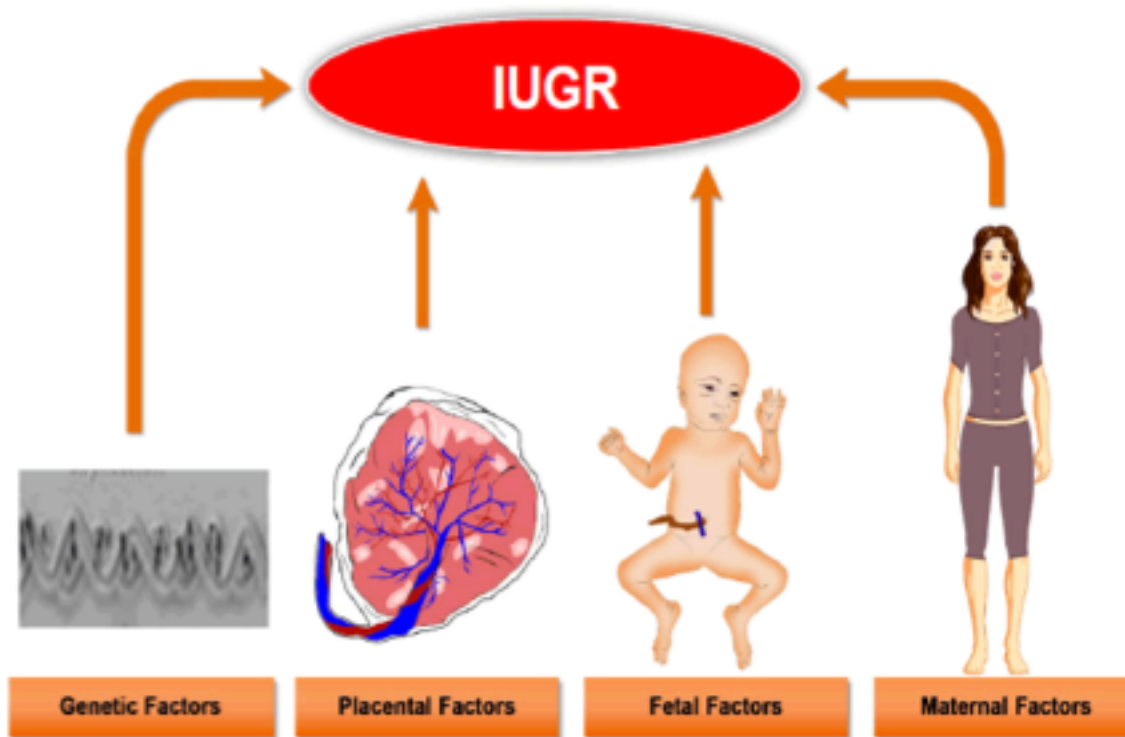 IUGR
Genetic Factors
Placental Factors
Fetal Factors
Maternal Factors